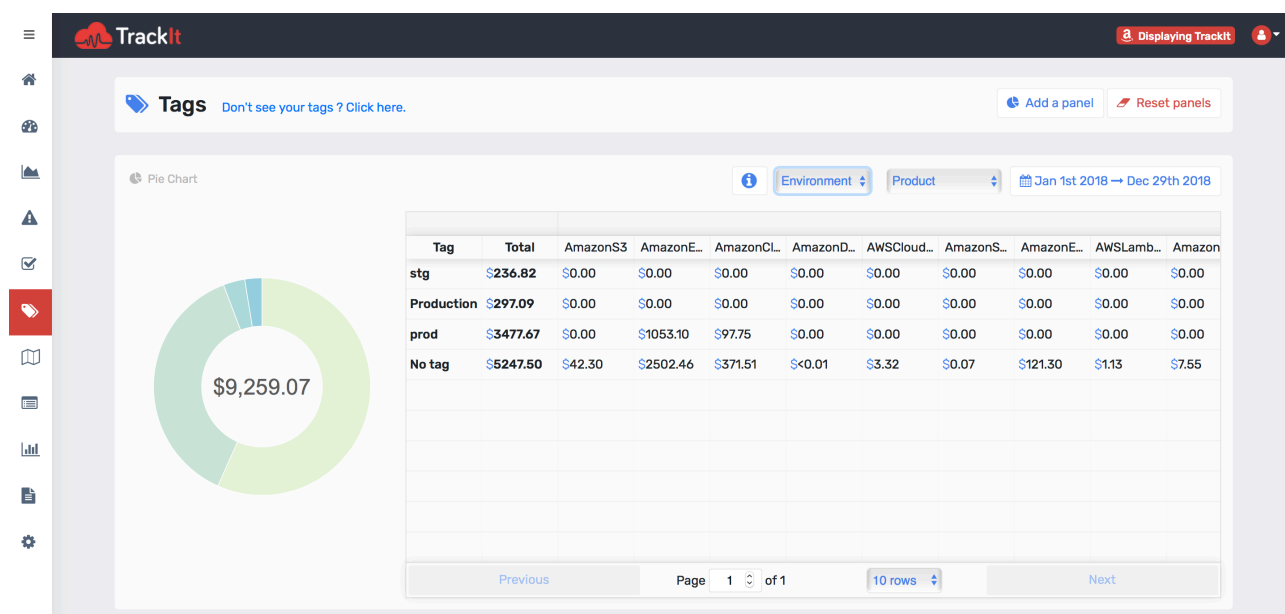 TrackIt
Displaying TrackIt
Tags Don't see your tags ? Click here. Add a panel Reset panels
Pie Chart Environment Product Jan 1st 2018 → Dec 29th 2018
Tag Total AmazonS3 AmazonE... AmazonCl... AmazonD... AWSCloud... AmazonS... AmazonE... AWSLamb... Amazon
stg $236.82 $0.00 $0.00 $0.00 $0.00 $0.00 $0.00 $0.00 $0.00 $0.00
Production $297.09 $0.00 $0.00 $0.00 $0.00 $0.00 $0.00 $0.00 $0.00 $0.00
prod $3477.67 $0.00 $1053.10 $97.75 $0.00 $0.00 $0.00 $0.00 $0.00 $0.00
No tag $5247.50 $42.30 $2502.46 $371.51 $<0.01 $3.32 $0.07 $121.30 $1.13 $7.55
$9,259.07
Previous Page 1 of 1 10 rows Next